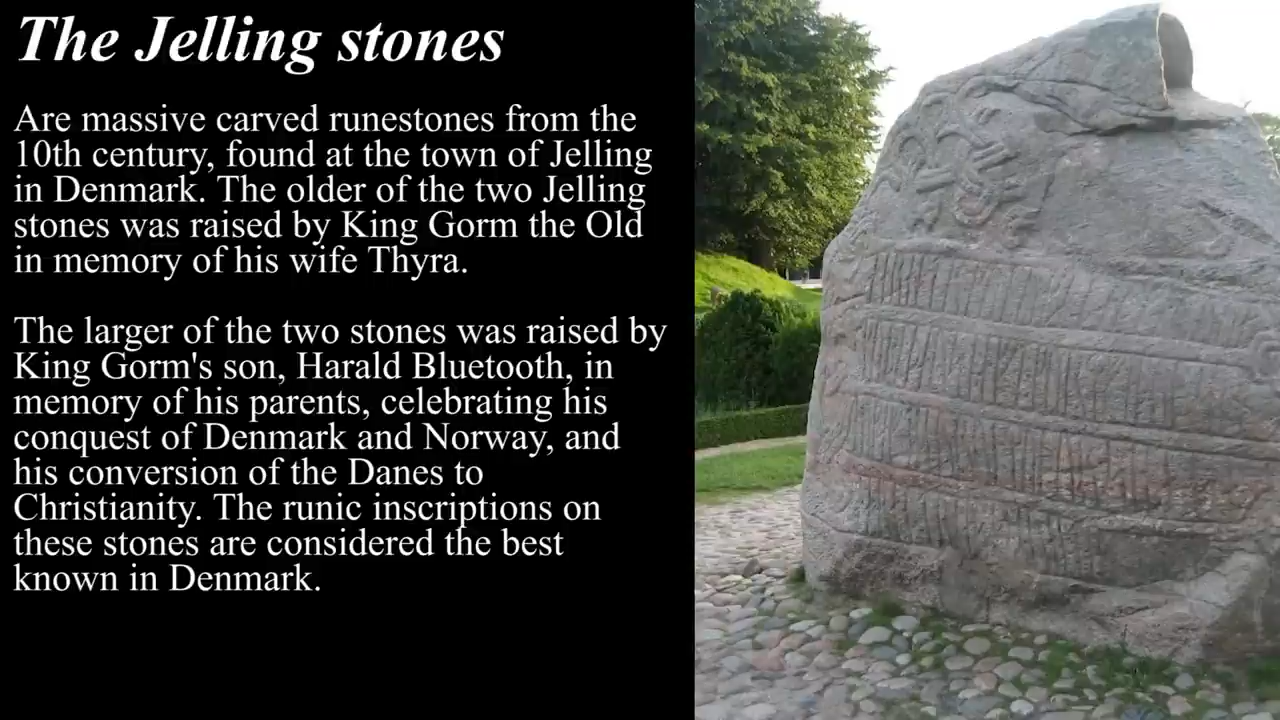 The Jelling stones
Are massive carved runestones from the
10th century, found at the town of Jelling
in Denmark. The older of the two Jelling
stones was raised by King Gorm the Old
in memory of his wife Thyra.
The larger of the two stones was raised by
King Gorm's son, Harald Bluetooth, in
memory of his parents, celebrating his
conquest of Denmark and Norway, and
his conversion of the Danes to
Christianity. The runic inscriptions on
these stones are considered the best
known in Denmark.